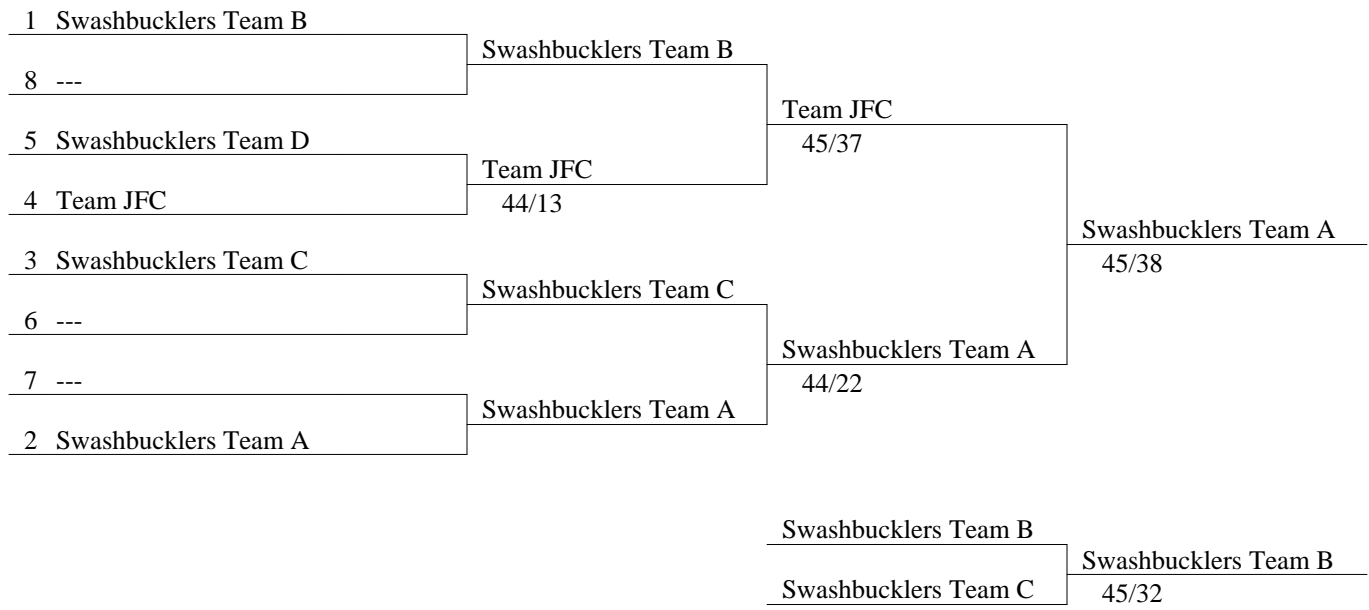 1 Swashbucklers Team B
Swashbucklers Team B
8 ---
Team JFC
45/37
5 Swashbucklers Team D
Team JFC
44/13
4 Team JFC
Swashbucklers Team A
45/38
3 Swashbucklers Team C
Swashbucklers Team C
6 ---
Swashbucklers Team A
44/22
7 ---
Swashbucklers Team A
2 Swashbucklers Team A
Swashbucklers Team B
Swashbucklers Team B
45/32
Swashbucklers Team C